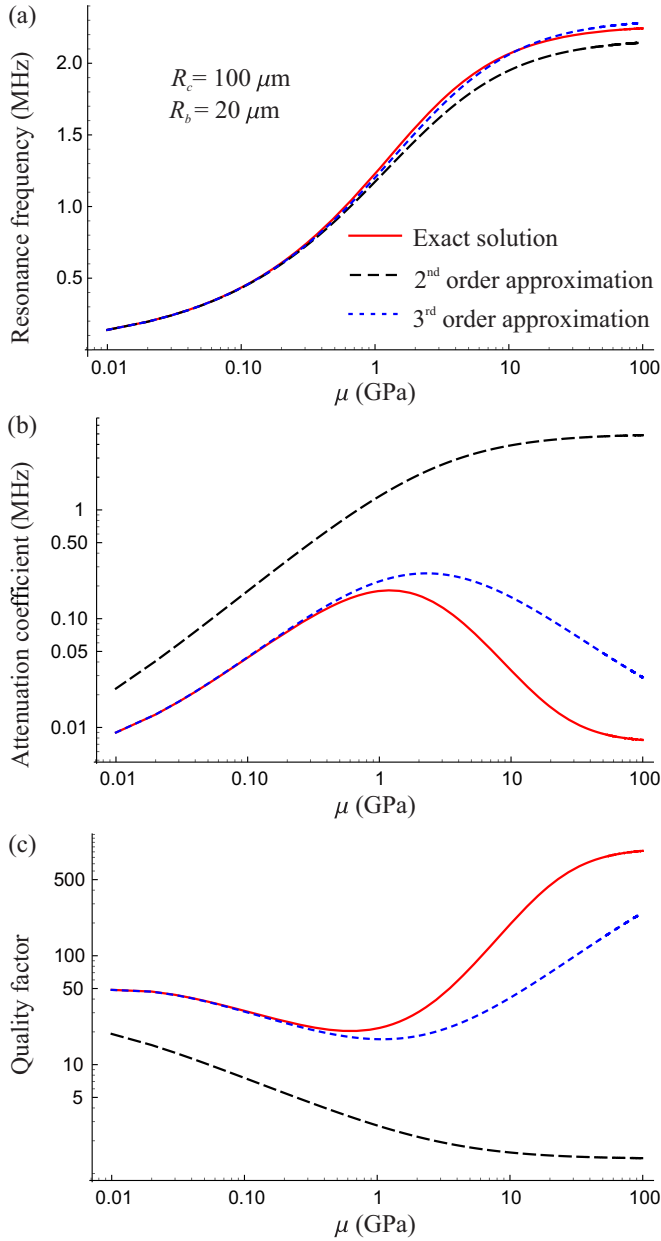 (a)
Resonance frequency (MHz)
2.0
1.5
1.0
0.5
R_c = 100 μm
R_b = 20 μm
Exact solution
2nd order approximation
3rd order approximation
0.01 0.10 1 10 100
μ (GPa)
(b)
Attenuation coefficient (MHz)
1
0.50
0.10
0.05
0.01
0.01 0.10 1 10 100
μ (GPa)
(c)
Quality factor
500
100
50
10
5
0.01 0.10 1 10 100
μ (GPa)